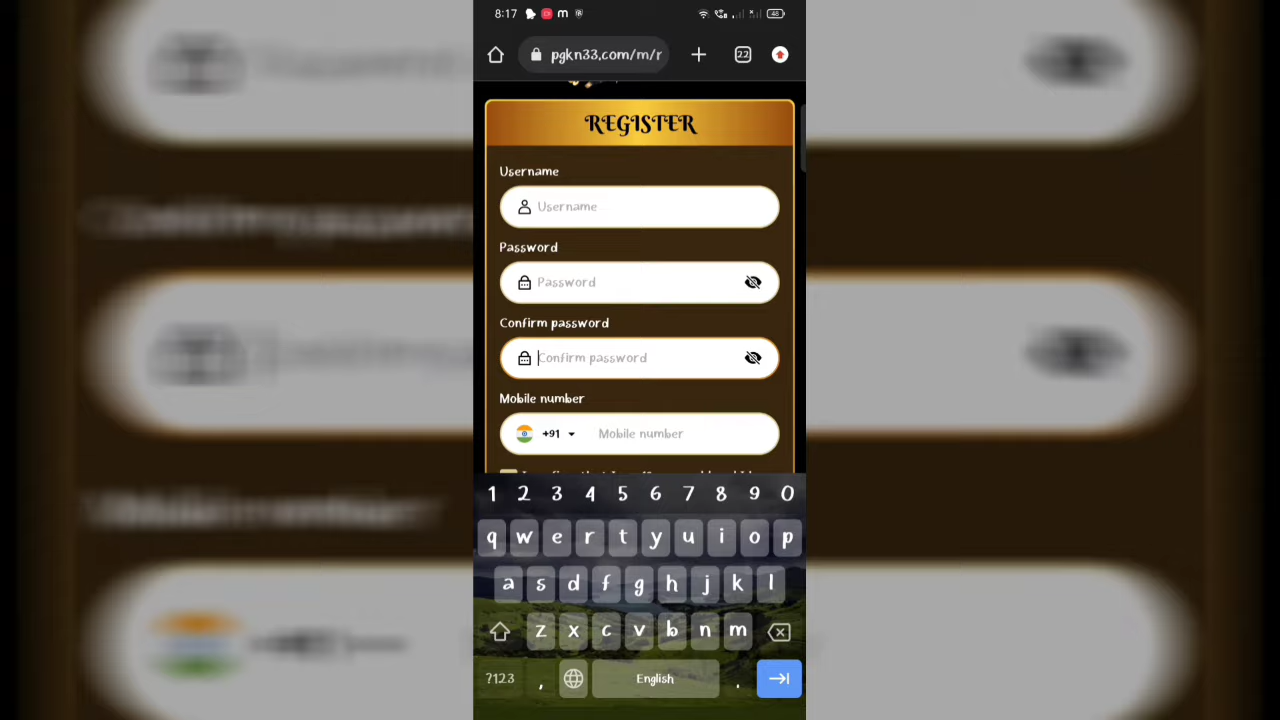 8:17
48
pgkn33.com/m/r
22
REGISTER
Username
Username
Password
Password
Confirm password
Confirm password
Mobile number
+91 Mobile number
1 2 3 4 5 6 7 8 9 0
q w e r t y u i o p
a s d f g h j k l
z x c v b n m
?123 , English .